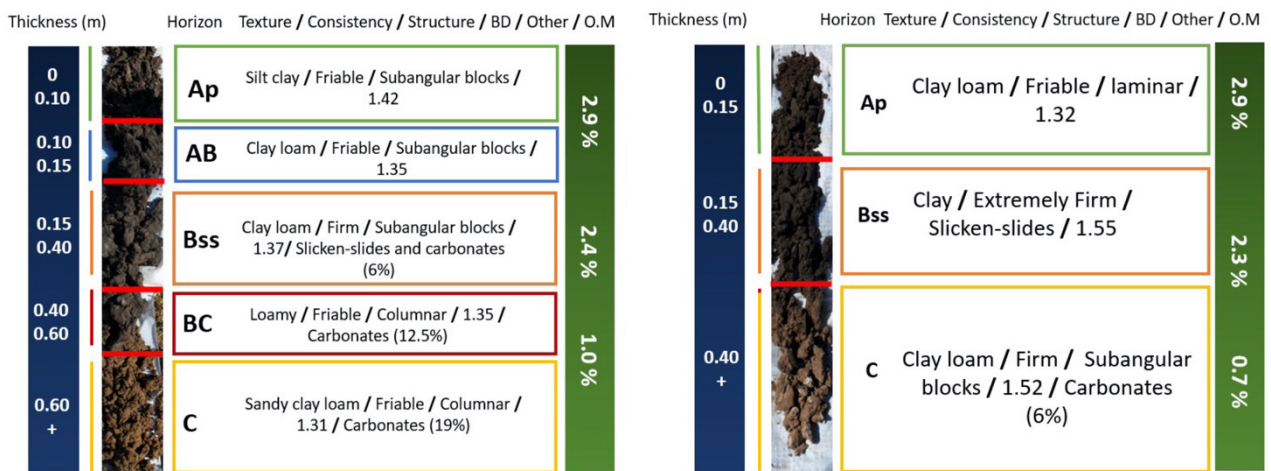 Thickness (m)
Horizon Texture / Consistency / Structure / BD / Other / O.M
0
0.10
Ap
Silt clay / Friable / Subangular blocks /
1.42
2.9 %
0.10
0.15
AB
Clay loam / Friable / Subangular blocks /
1.35
0.15
0.40
Bss
Clay loam / Firm / Subangular blocks /
1.37/ Slicken-slides and carbonates
(6%)
2.4 %
0.40
0.60
BC
Loamy / Friable / Columnar / 1.35 /
Carbonates (12.5%)
1.0 %
0.60
+
C
Sandy clay loam / Friable / Columnar /
1.31 / Carbonates (19%)
Thickness (m)
Horizon Texture / Consistency / Structure / BD / Other / O.M
0
0.15
Ap
Clay loam / Friable / laminar /
1.32
2.9 %
0.15
0.40
Bss
Clay / Extremely Firm /
Slicken-slides / 1.55
2.3 %
0.40
+
C
Clay loam / Firm / Subangular
blocks / 1.52 / Carbonates
(6%)
0.7 %